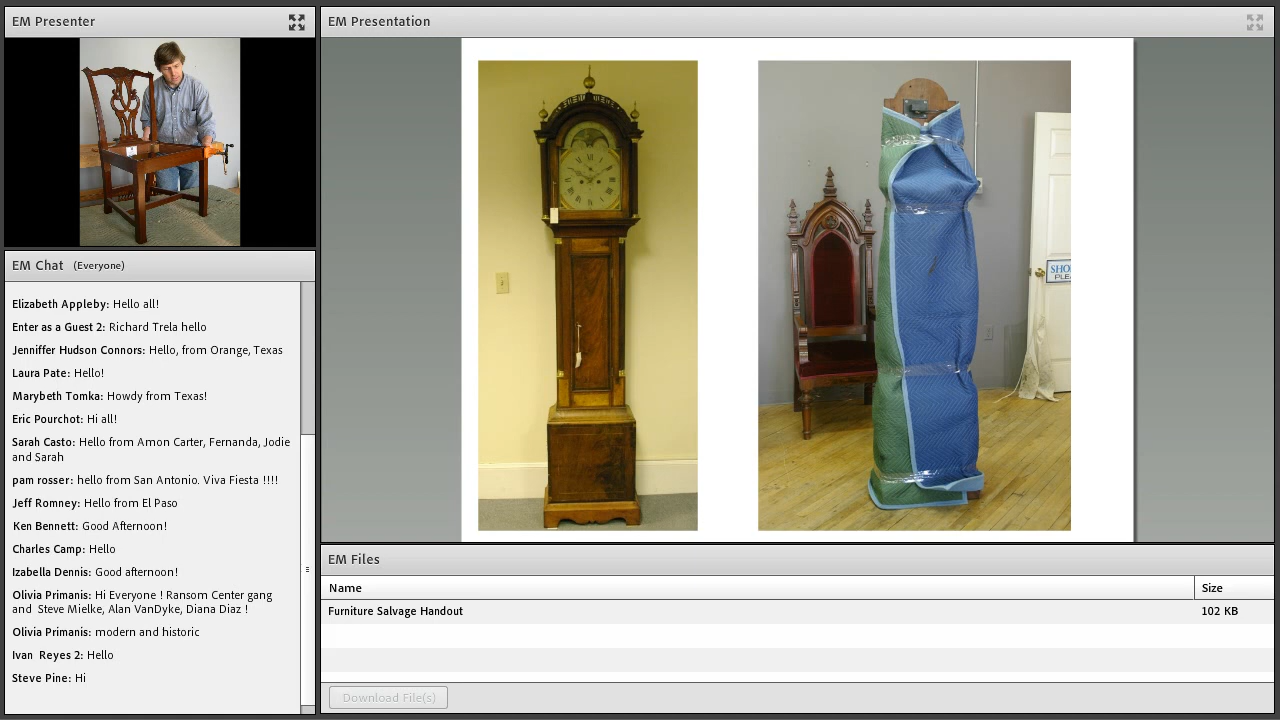 EM Presenter
EM Chat (Everyone)
Elizabeth Appleby: Hello all!
Enter as a Guest 2: Richard Trela hello
Jenniffer Hudson Connors: Hello, from Orange, Texas
Laura Pate: Hello!
Marybeth Tomka: Howdy from Texas!
Eric Pourchot: Hi all!
Sarah Casto: Hello from Amon Carter, Fernanda, Jodie
and Sarah
pam rosser: hello from San Antonio. Viva Fiesta !!!!
Jeff Romney: Hello from El Paso
Ken Bennett: Good Afternoon!
Charles Camp: Hello
Izabella Dennis: Good afternoon!
Olivia Primanis: Hi Everyone ! Ransom Center gang
and Steve Mielke, Alan VanDyke, Diana Diaz !
Olivia Primanis: modern and historic
Ivan Reyes 2: Hello
Steve Pine: Hi
EM Presentation
SHO
PLE
EM Files
Name Size
Furniture Salvage Handout 102 KB
Download File(s)